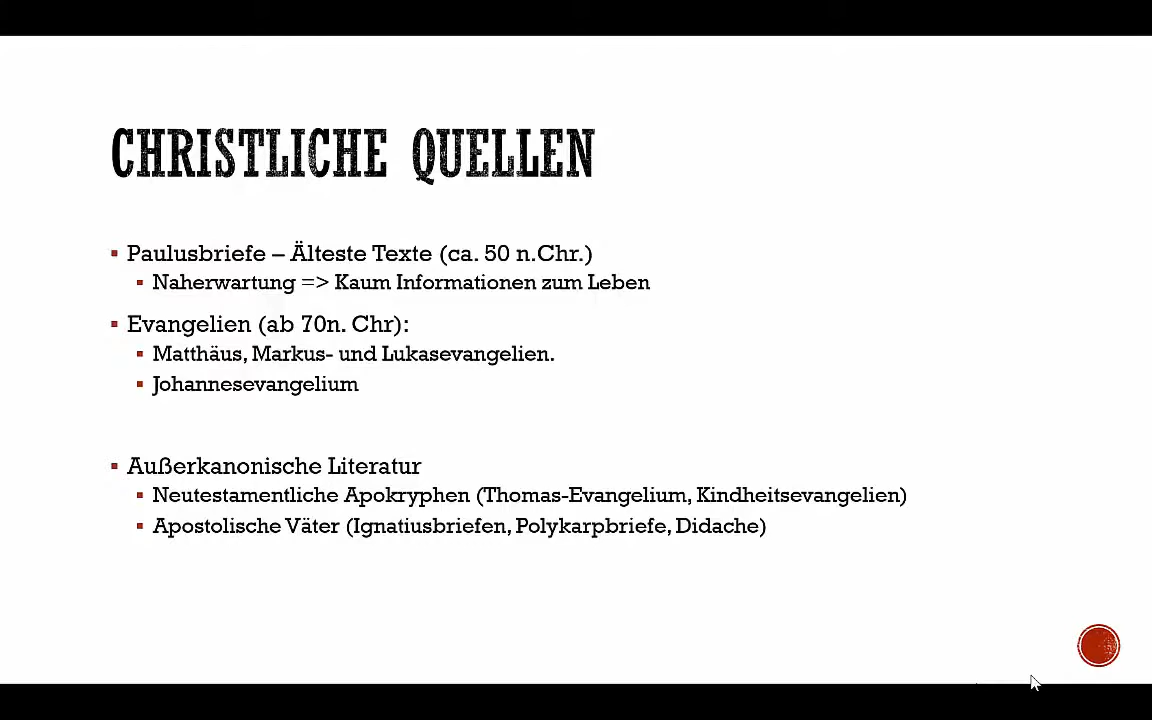 CHRISTLICHE QUELLEN
▪ Paulusbriefe – Älteste Texte (ca. 50 n.Chr.)
▪ Naherwartung => Kaum Informationen zum Leben
▪ Evangelien (ab 70n. Chr):
▪ Matthäus, Markus- und Lukasevangelien.
▪ Johannesevangelium
▪ Außerkanonische Literatur
▪ Neutestamentliche Apokryphen (Thomas-Evangelium, Kindheitsevangelien)
▪ Apostolische Väter (Ignatiusbriefen, Polykarpbriefe, Didache)